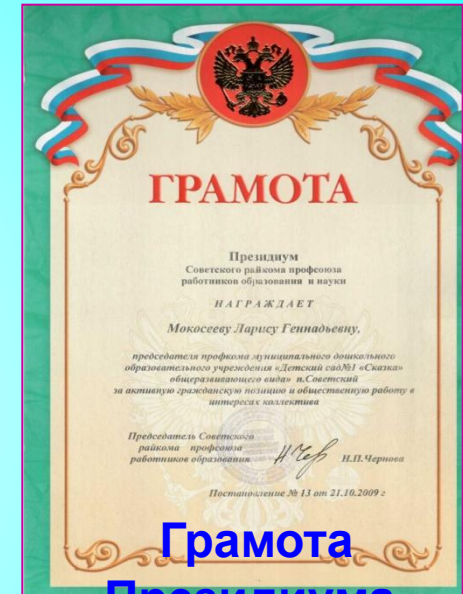 ГРАМОТА
Президиум
Советского райкома профсоюза
работников образования и науки
НАГРАЖДАЕТ
Мокосееву Ларису Геннадьевну,
председателя профкома муниципального дошкольного
образовательного учреждения «Детский сад№1 «Сказка»
общеразвивающего вида» п.Советский
за активную гражданскую позицию и общественную работу в
интересах коллектива
Председатель Советского
райкома профсоюза
работников образования Н.П.Чернова
Постановление № 13 от 21.10.2009 г
Грамота
Президиума